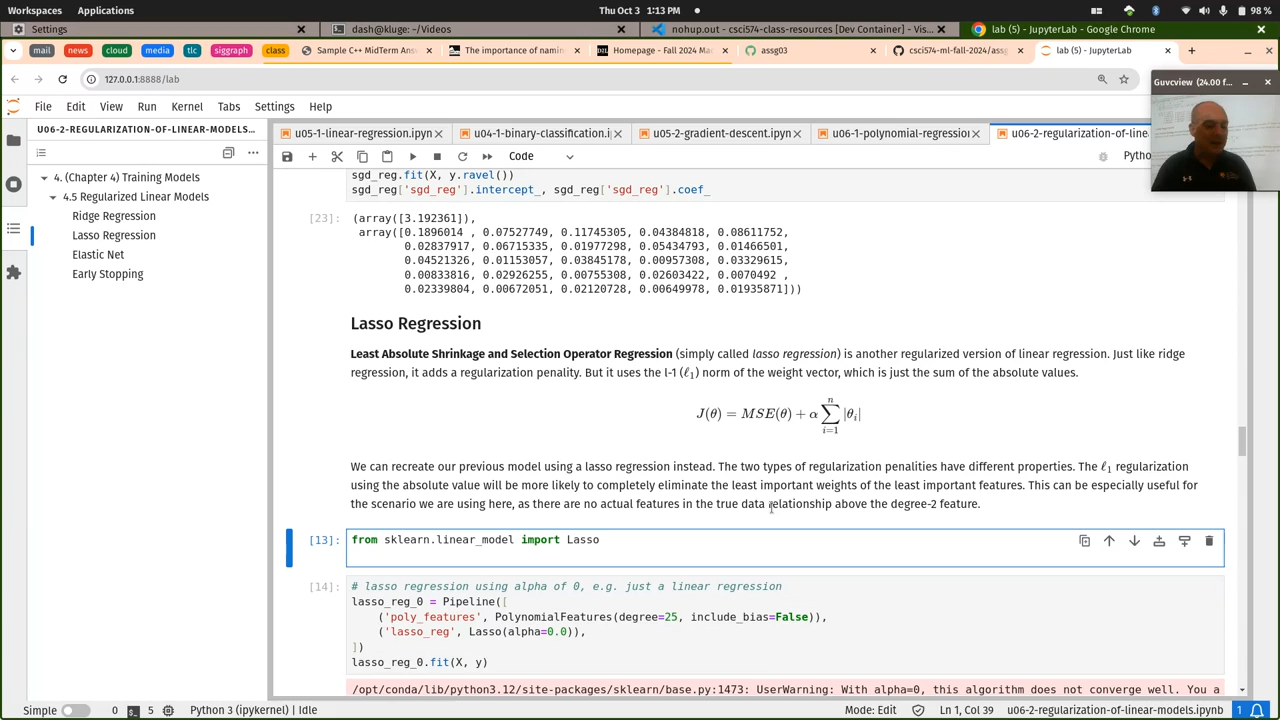 Workspaces Applications Thu Oct 3 1:13 PM 98 %
Settings dash@kluge: ~/Videos nohup.out - csci574-class-resources [Dev Container] - Vis... lab (5) - JupyterLab - Google Chrome
mail news cloud media tlc siggraph class Sample C++ MidTerm Ans The importance of namin Homepage - Fall 2024 Ma assg03 csci574-ml-fall-2024/assg lab (5) - JupyterLab
127.0.0.1:8888/lab
Guvcview (24.00 f...
File Edit View Run Kernel Tabs Settings Help
U06-2-REGULARIZATION-OF-LINEAR-MODELS...
u05-1-linear-regression.ipynb u04-1-binary-classification.i u05-2-gradient-descent.ipynb u06-1-polynomial-regressio u06-2-regularization-of-line
Code Pytho
4. (Chapter) 4) Training Models
4.5 Regularized Linear Models
Ridge Regression
Lasso Regression
Elastic Net
Early Stopping
sgd_reg.fit(X, y.ravel())
sgd_reg['sgd_reg'].intercept_, sgd_reg['sgd_reg'].coef_
[23]: (array([3.192361]),
array([0.1896014 , 0.07527749, 0.11745305, 0.04384818, 0.08611752,
0.02837917, 0.06715335, 0.01977298, 0.05434793, 0.01466501,
0.04521326, 0.01153057, 0.03845178, 0.00957308, 0.03329615,
0.00833816, 0.02926255, 0.00755308, 0.02603422, 0.0070492 ,
0.02339804, 0.00672051, 0.02120728, 0.00649978, 0.01935871]))
Lasso Regression
Least Absolute Shrinkage and Selection Operator Regression (simply called lasso regression) is another regularized version of linear regression. Just like ridge
regression, it adds a regularization penality. But it uses the l-1 (ℓ₁) norm of the weight vector, which is just the sum of the absolute values.
J(θ) = MSE(θ) + α ∑ⁿᵢ₌₁ |θᵢ|
We can recreate our previous model using a lasso regression instead. The two types of regularization penalities have different properties. The ℓ₁ regularization
using the absolute value will be more likely to completely eliminate the least important weights of the least important features. This can be especially useful for
the scenario we are using here, as there are no actual features in the true data relationship above the degree-2 feature.
[13]: from sklearn.linear_model import Lasso
[14]: # lasso regression using alpha of 0, e.g. just a linear regression
lasso_reg_0 = Pipeline([
('poly_features', PolynomialFeatures(degree=25, include_bias=False)),
('lasso_reg', Lasso(alpha=0.0)),
])
lasso_reg_0.fit(X, y)
/opt/conda/lib/python3.12/site-packages/sklearn/base.py:1473: UserWarning: With alpha=0, this algorithm does not converge well. You a
Simple 0 5 Python 3 (ipykernel) | Idle Mode: Edit Ln 1, Col 39 u06-2-regularization-of-linear-models.ipynb 1